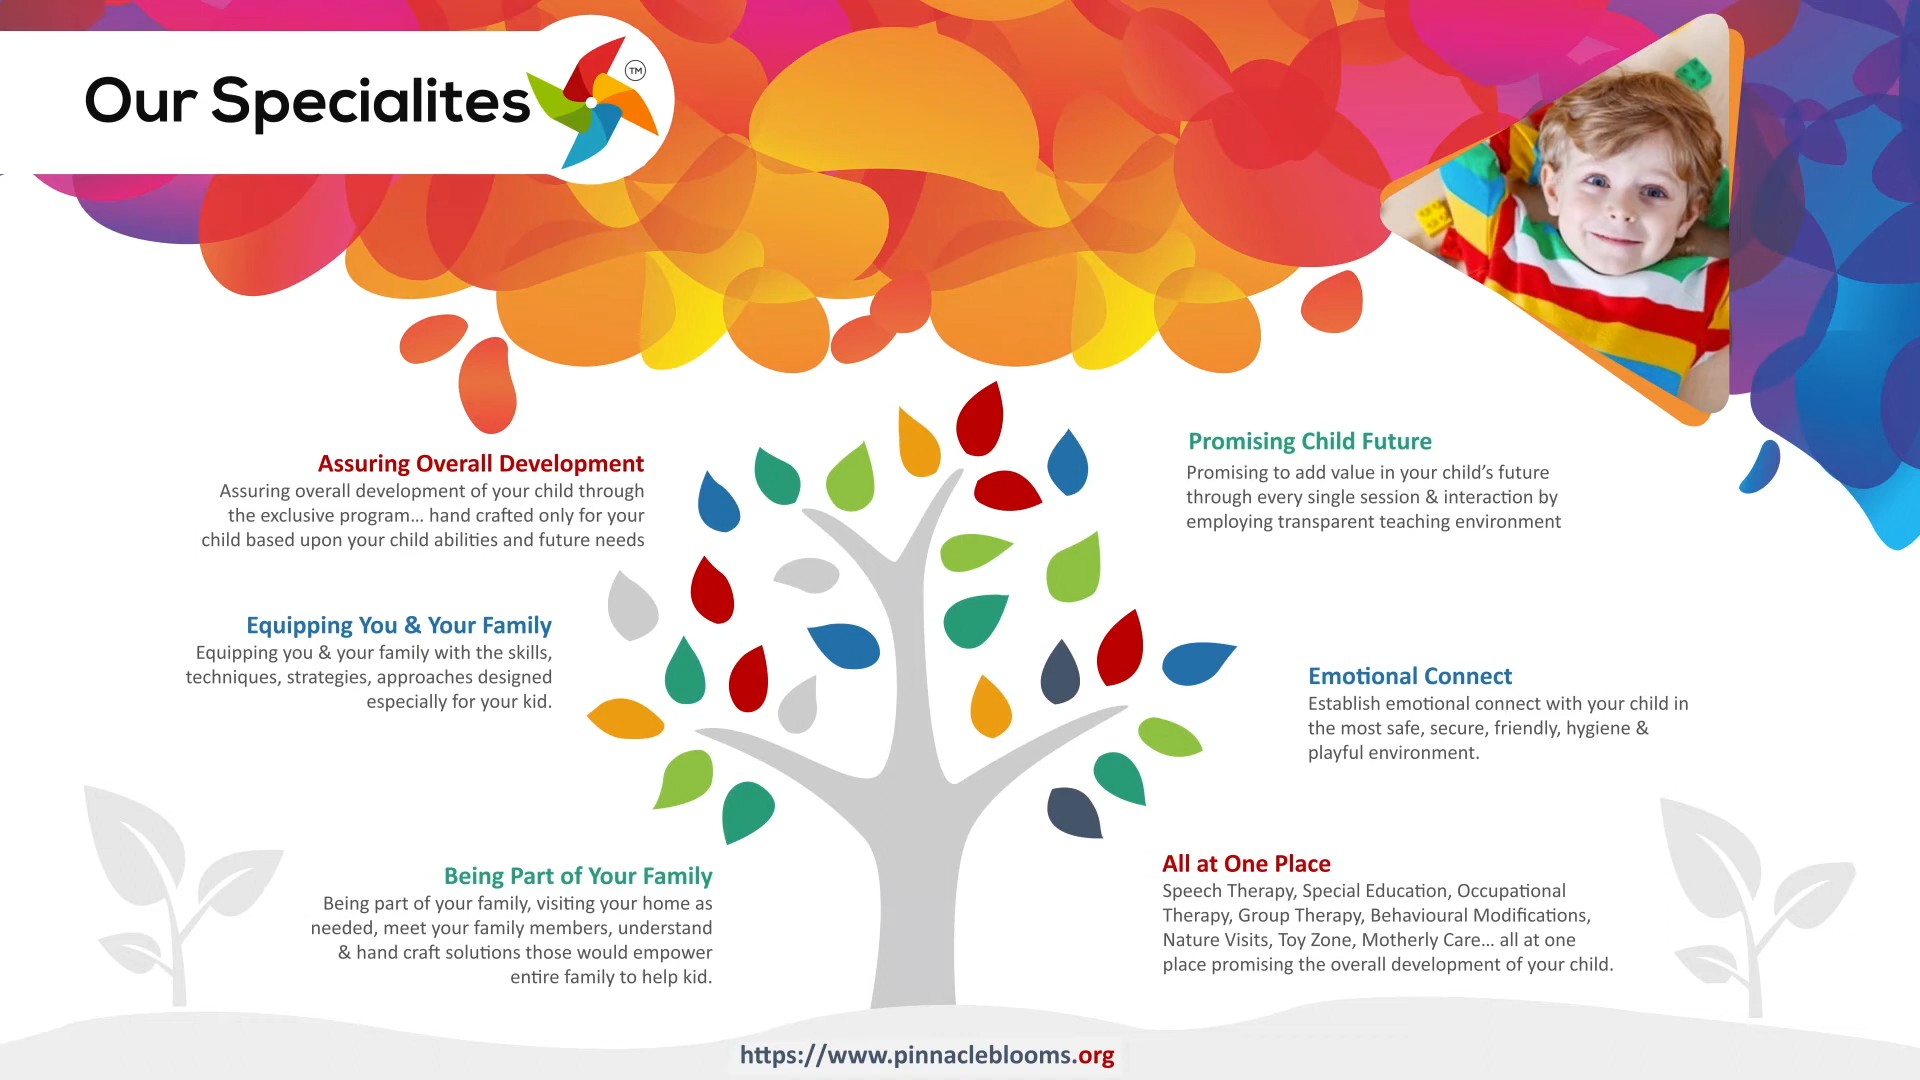 Our Specialites
TM
Assuring Overall Development
Assuring overall development of your child through
the exclusive program... hand crafted only for your
child based upon your child abilities and future needs
Equipping You & Your Family
Equipping you & your family with the skills,
techniques, strategies, approaches designed
especially for your kid.
Being Part of Your Family
Being part of your family, visiting your home as
needed, meet your family members, understand
& hand craft solutions those would empower
entire family to help kid.
Promising Child Future
Promising to add value in your child's future
through every single session & interaction by
employing transparent teaching environment
Emotional Connect
Establish emotional connect with your child in
the most safe, secure, friendly, hygiene &
playful environment.
All at One Place
Speech Therapy, Special Education, Occupational
Therapy, Group Therapy, Behavioural Modifications,
Nature Visits, Toy Zone, Motherly Care... all at one
place promising the overall development of your child.
https://www.pinnacleblooms.org